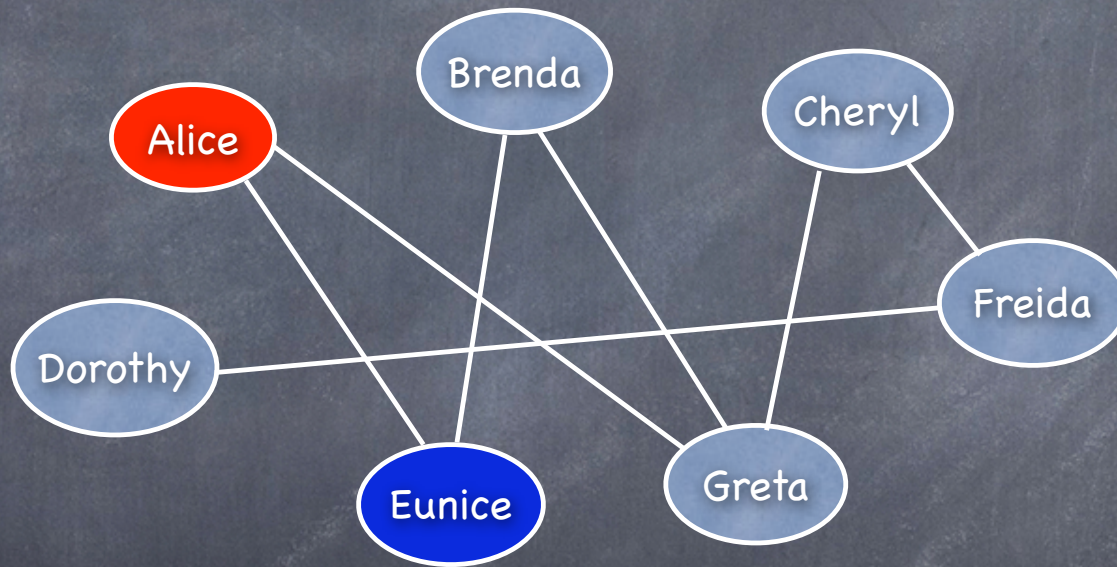 Brenda
Cheryl
Alice
Freida
Dorothy
Greta
Eunice